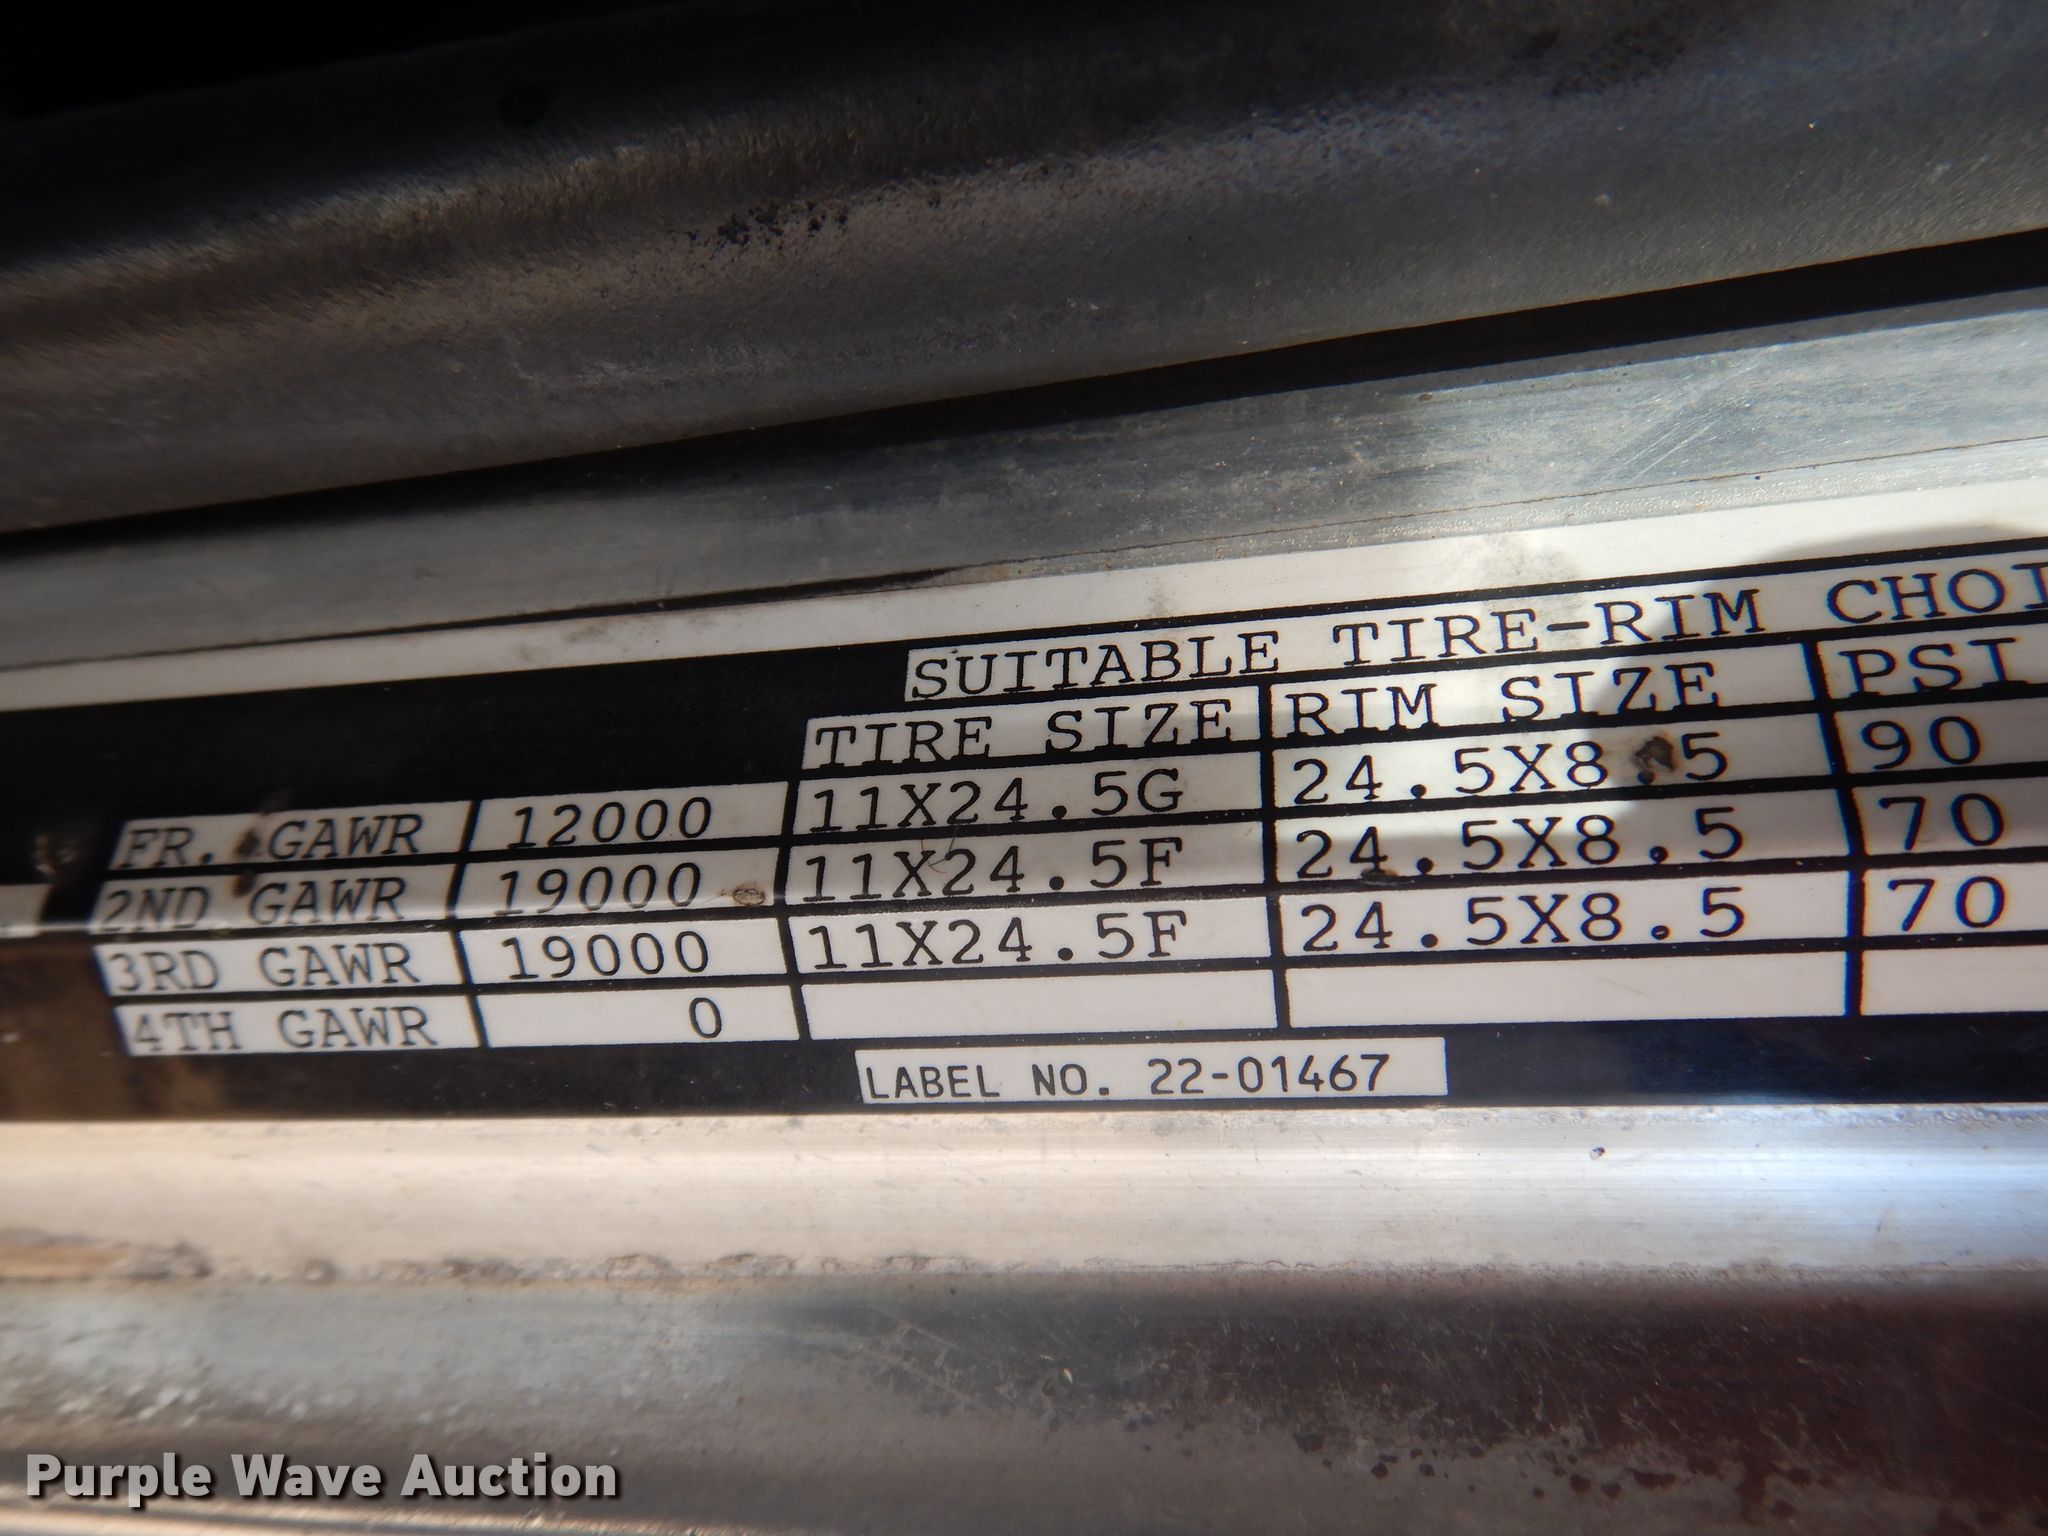 SUITABLE TIRE-RIM CHOI
TIRE SIZE RIM SIZE PSI
FR. GAWR 12000 11X24.5G 24.5X8.5 90
2ND GAWR 19000 11X24.5F 24.5X8.5 70
3RD GAWR 19000 11X24.5F 24.5X8.5 70
4TH GAWR 0
LABEL NO. 22-01467
Purple Wave Auction